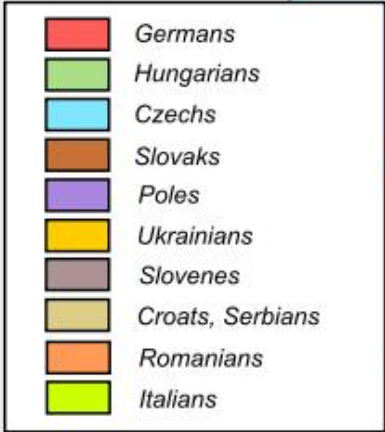 Germans
Hungarians
Czechs
Slovaks
Poles
Ukrainians
Slovenes
Croats, Serbians
Romanians
Italians